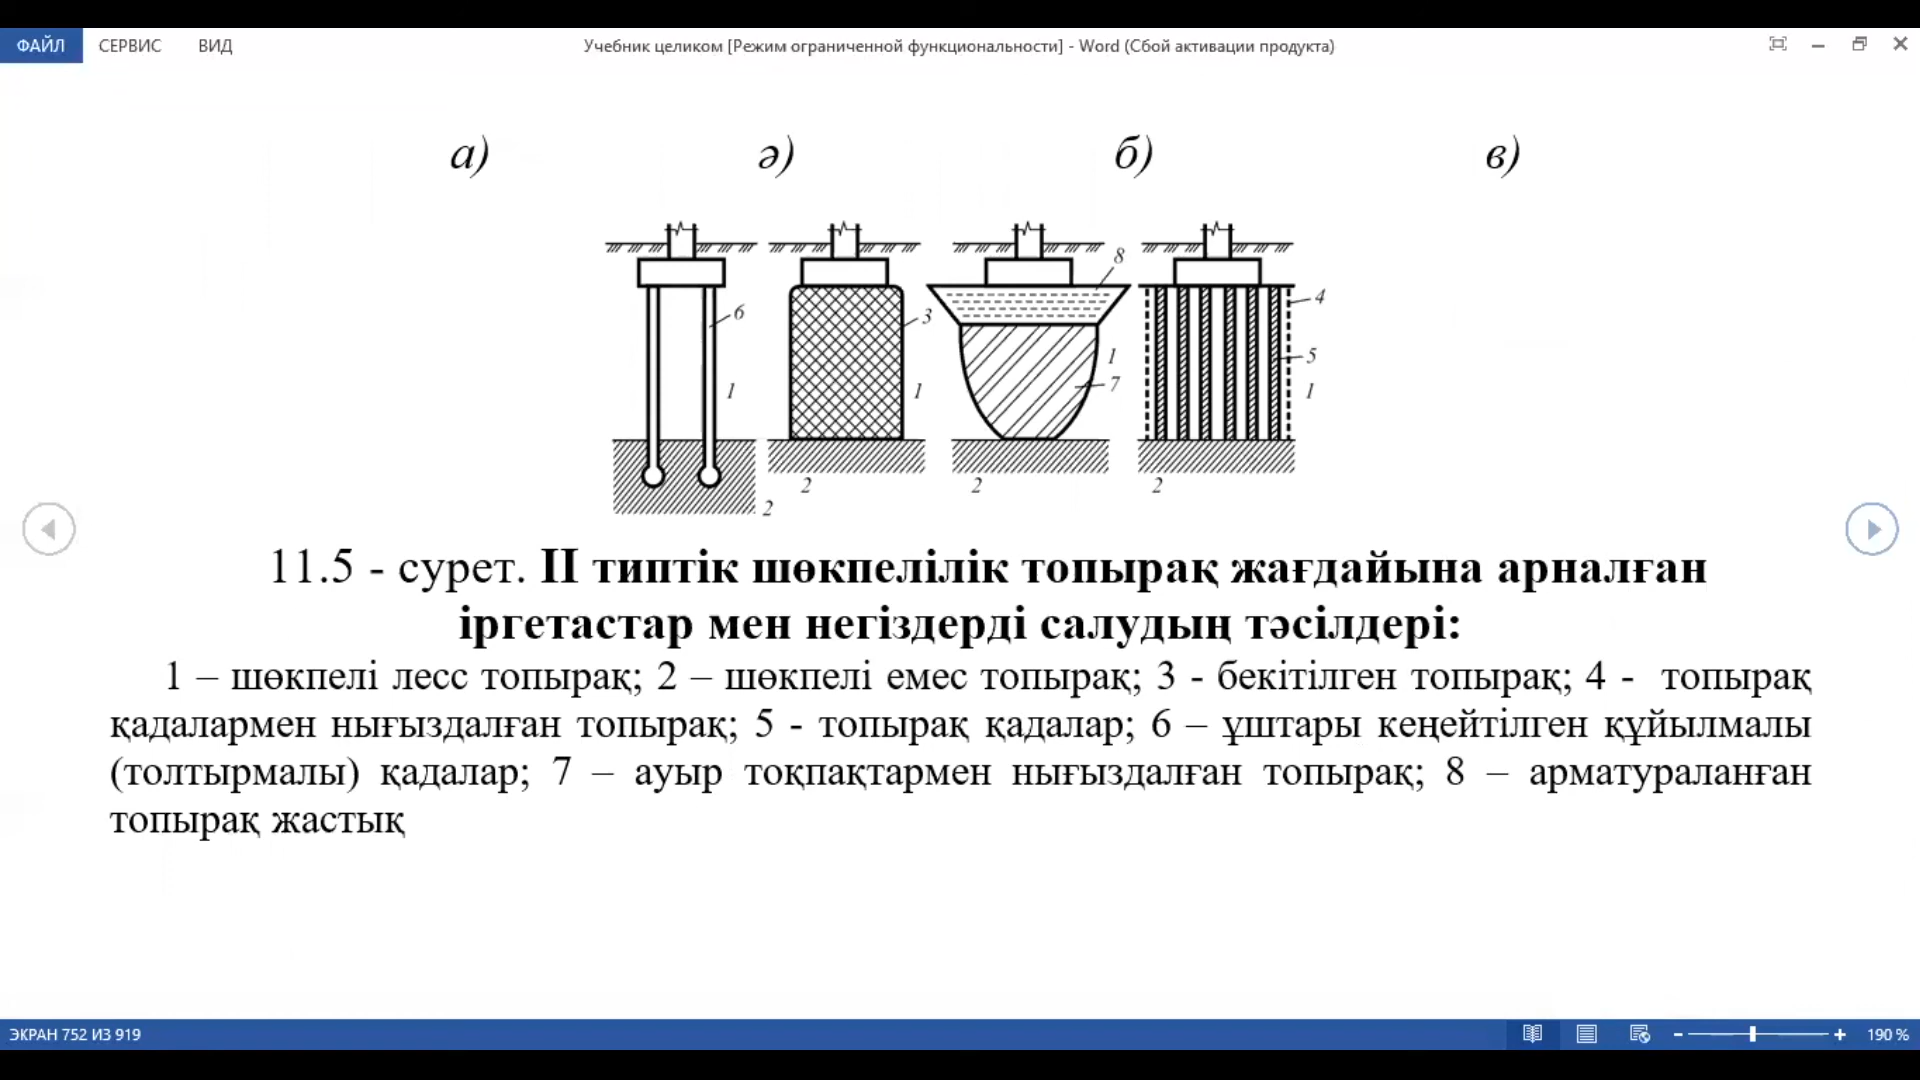 ФАЙЛ СЕРВИС ВИД Учебник целиком [Режим ограниченной функциональности] - Word (Сбой активации продукта)
а) ә) б) в)
8
6 3 4
1 5
1 1 7 1
2 2 2
2
11.5 - сурет. II типтік шөкпелілік топырақ жағдайына арналған
іргетастар мен негіздерді салудың тәсілдері:
1 – шөкпелі лесс топырақ; 2 – шөкпелі емес топырақ; 3 - бекітілген топырақ; 4 - топырақ
қадалармен нығыздалған топырақ; 5 - топырақ қадалар; 6 – ұштары кеңейтілген құйылмалы
(толтырмалы) қадалар; 7 – ауыр тоқпақтармен нығыздалған топырақ; 8 – арматураланған
топырақ жастық
ЭКРАН 752 ИЗ 919 190 %